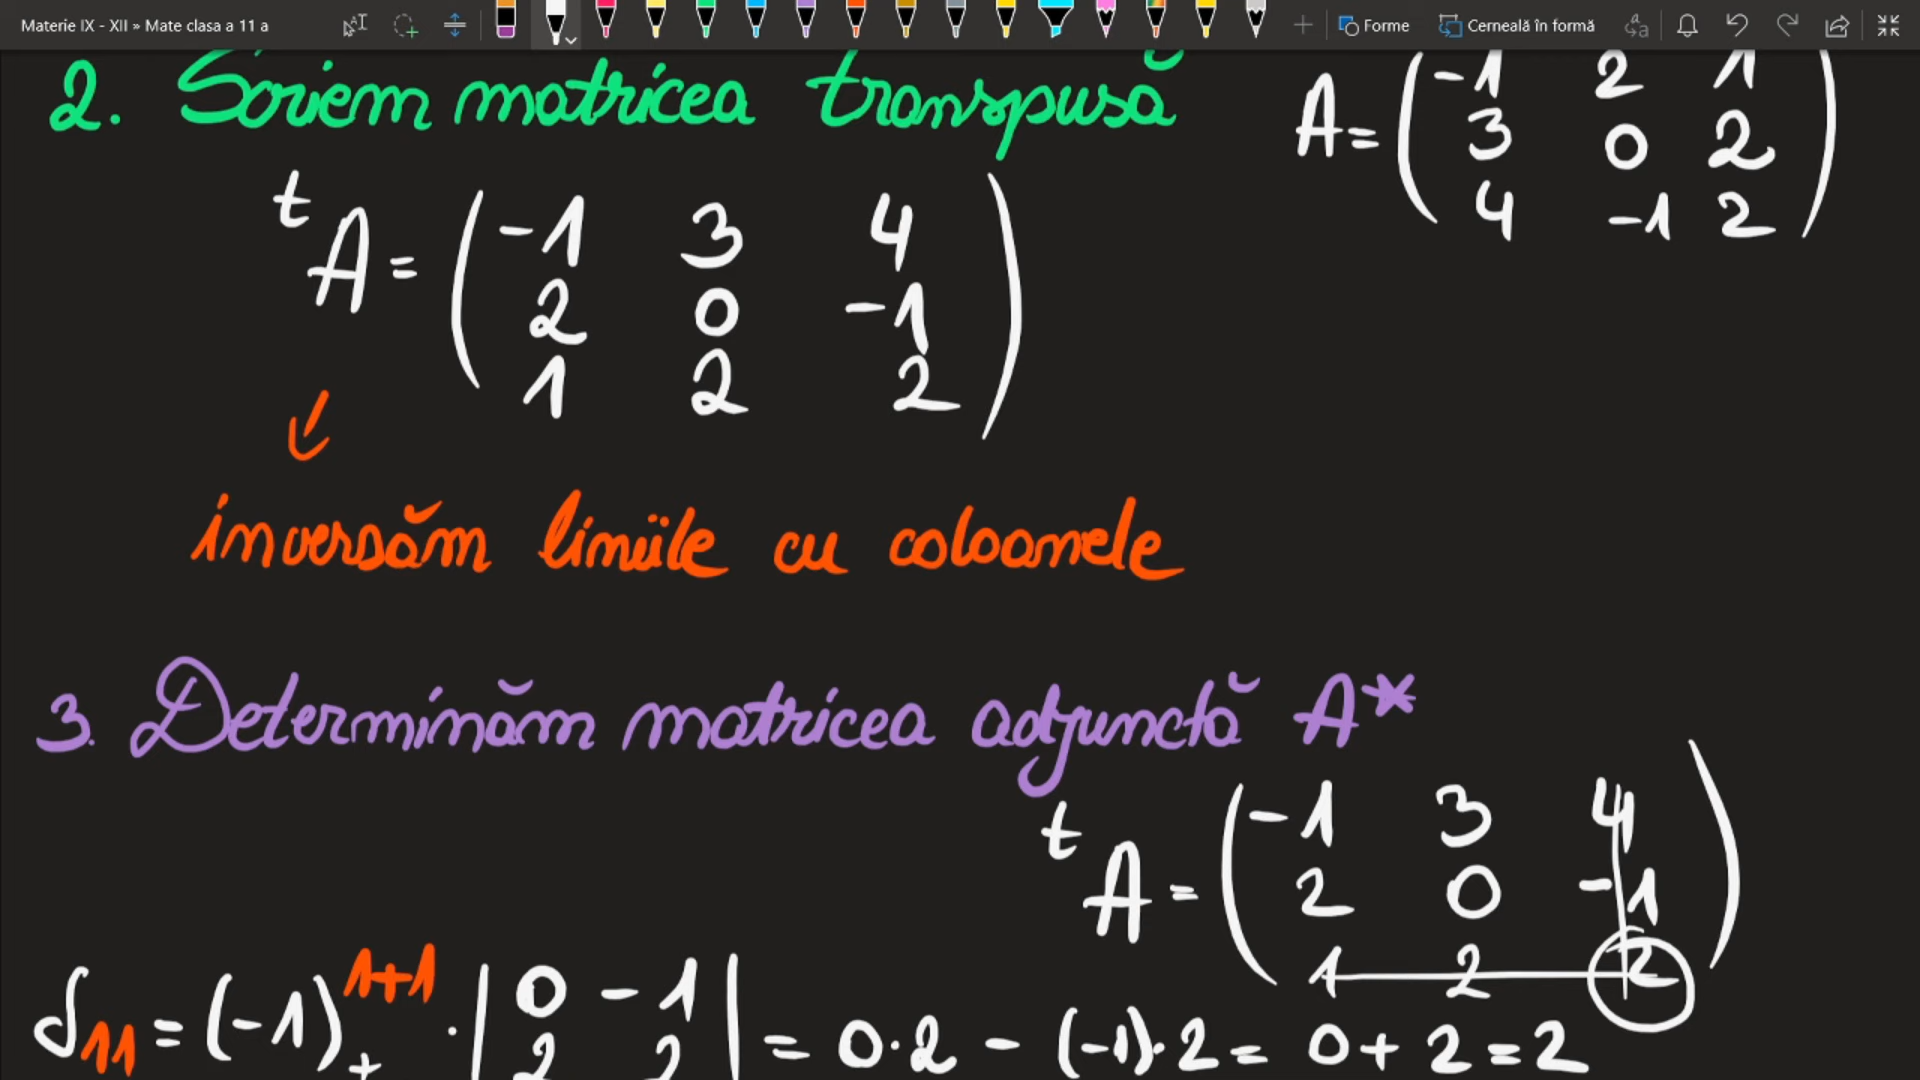 Materie IX - XII » Mate clasa a 11 a
Forme
Cerneală în formă
2. Scriem matricea transpusă
A = ( -1 2 1
3 0 2
4 -1 2 )
ᵗA = ( -1 3 4
2 0 -1
1 2 2 )
inversăm liniile cu coloanele
3. Determinăm matricea adjunctă A*
ᵗA = ( -1 3 4
2 0 -1
1 2 2 )
δ₁₁ = (-1)¹⁺¹ · | 0 -1 | = 0·2 - (-1)·2 = 0 + 2 = 2
+ 2 2